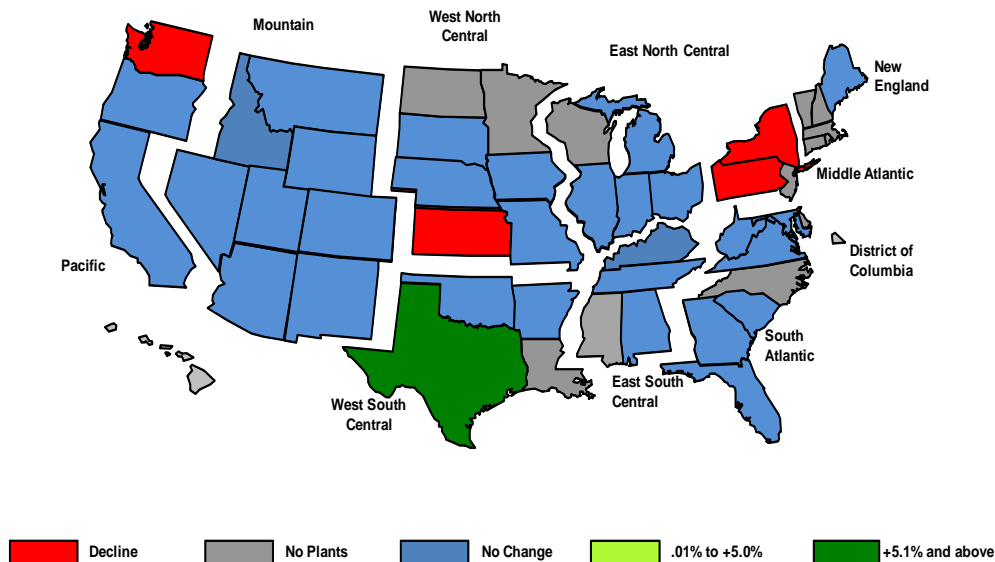 Mountain
West North
Central
East North Central
New
England
Middle Atlantic
District of
Columbia
Pacific
South
Atlantic
East South
Central
West South
Central
Decline
No Plants
No Change
.01% to +5.0%
+5.1% and above